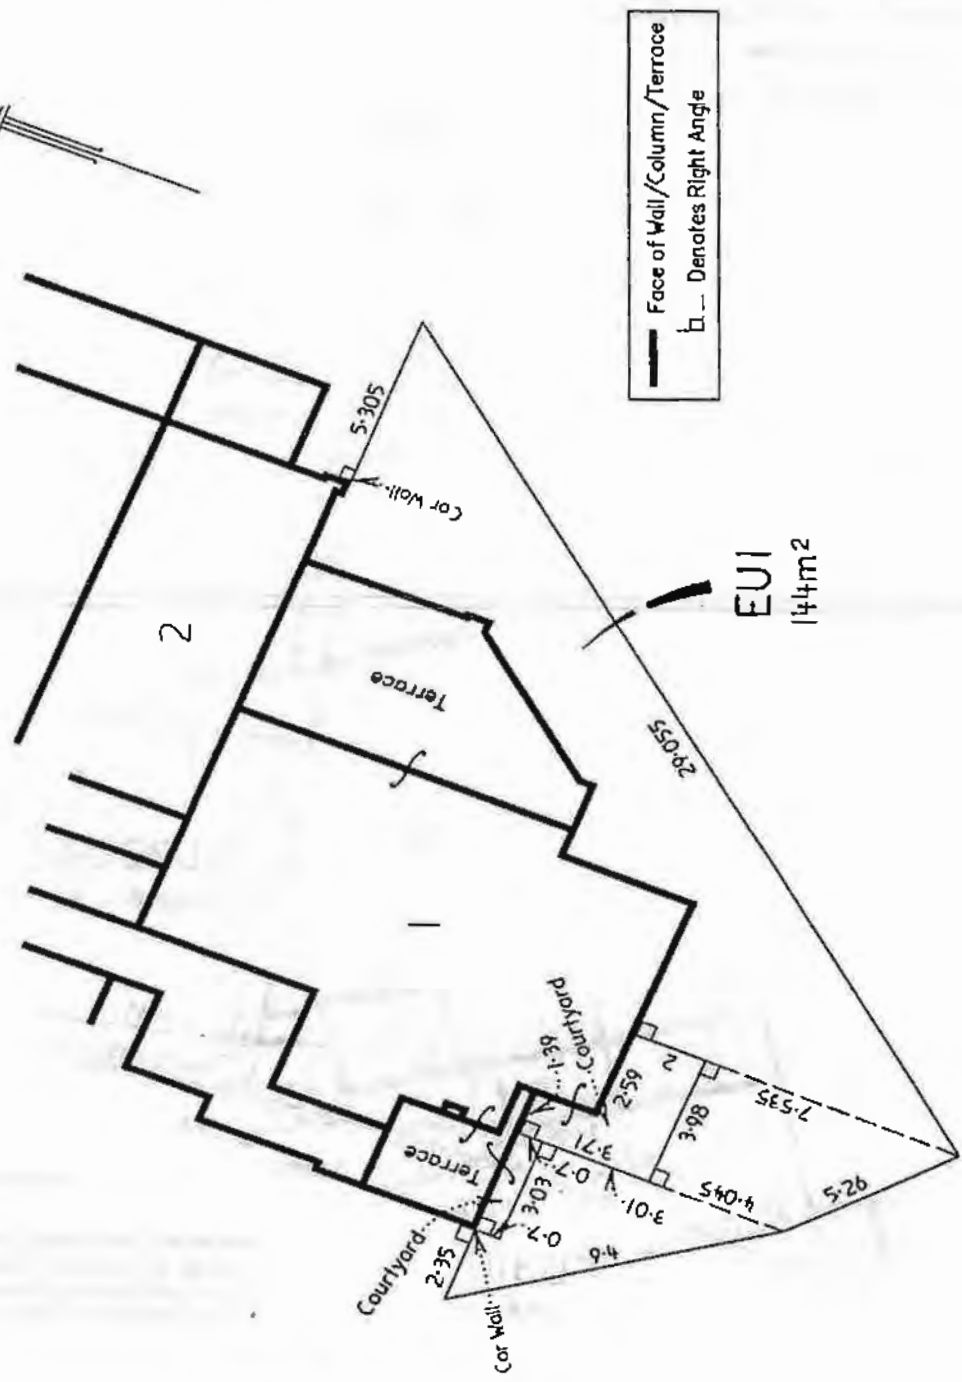 Face of Wall/Column/Terrace
Denotes Right Angle
5·305
Cor Wall
2
Terrace
EU1
144m²
29·055
1
Courtyard
1·39
2·59
2
3·98
7·535
3·71
0·7
3·03
3·01
4·045
5·26
Terrace
Courtyard
0·7
2·35
9·4
Cor Wall